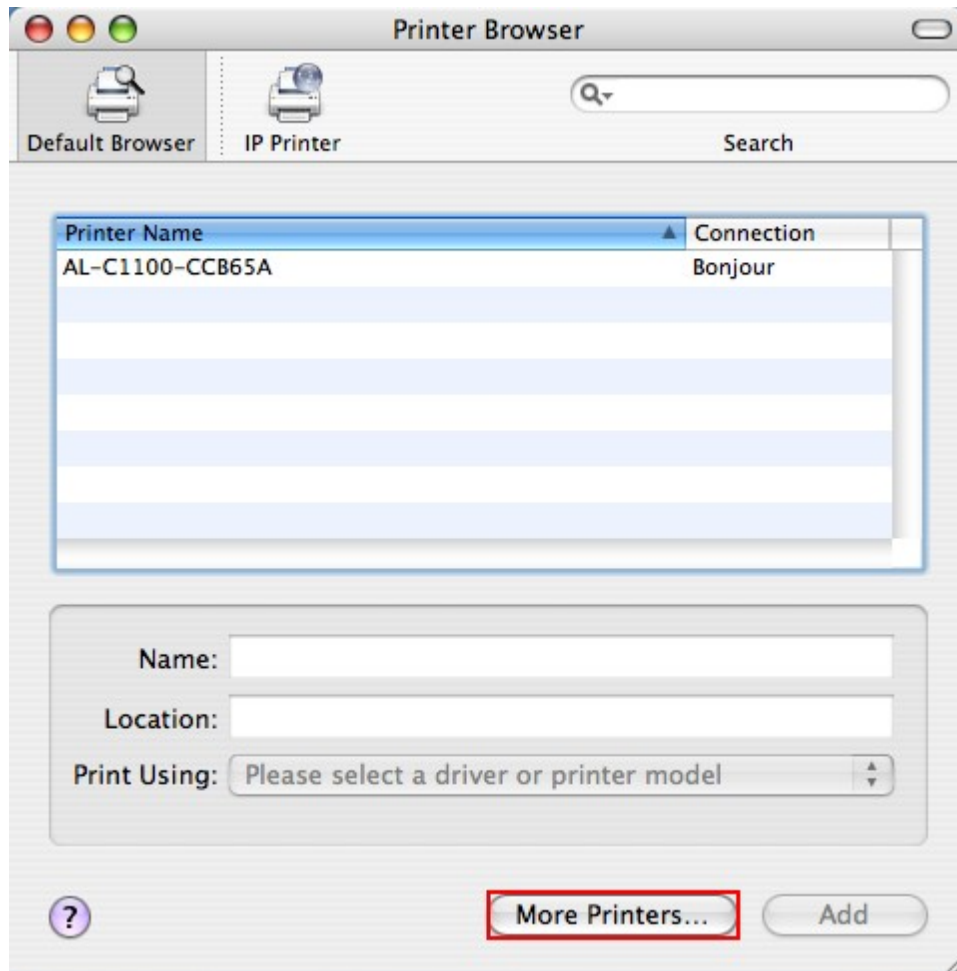 Printer Browser
Default Browser
IP Printer
Search
Printer Name Connection
AL-C1100-CCB65A Bonjour
Name:
Location:
Print Using: Please select a driver or printer model
? More Printers... Add